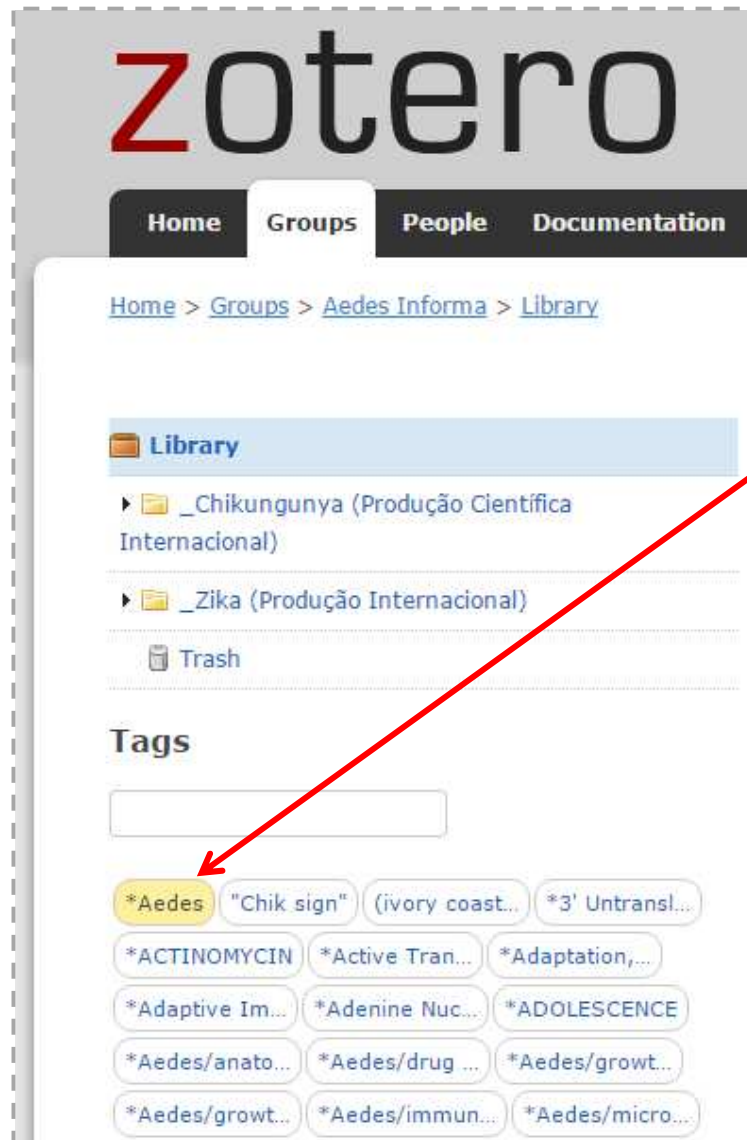 zotero
Home Groups People Documentation
Home > Groups > Aedes Informa > Library
Library
_Chikungunya (Produção Científica
Internacional)
_Zika (Produção Internacional)
Trash
Tags
*Aedes "Chik sign" (ivory coast... *3' Untransl...
*ACTINOMYCIN *Active Tran... *Adaptation,...
*Adaptive Im... *Adenine Nuc... *ADOLESCENCE
*Aedes/anato... *Aedes/drug ... *Aedes/growt...
*Aedes/growt... *Aedes/immun... *Aedes/micro...